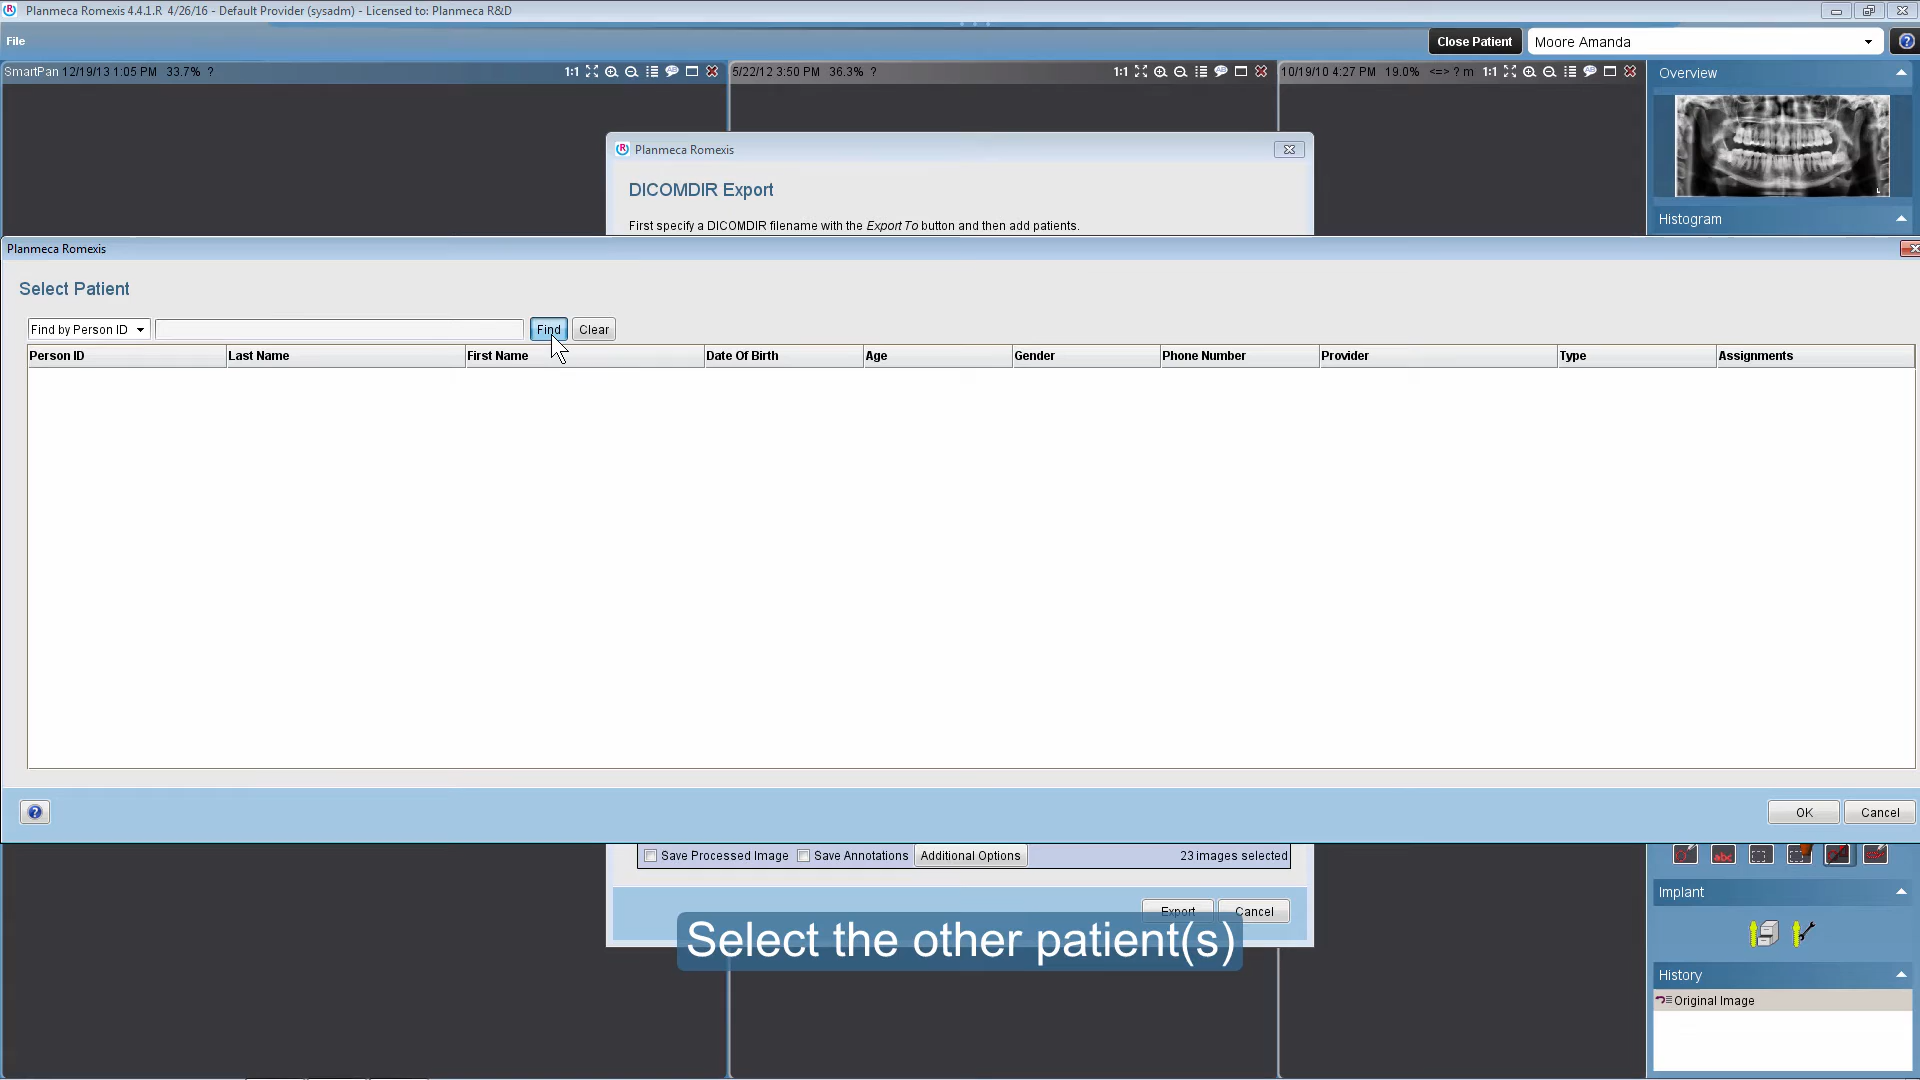 Planmeca Romexis 4.4.1.R 4/26/16 - Default Provider (sysadm) - Licensed to: Planmeca R&D
File
Close Patient
Moore Amanda
SmartPan 12/19/13 1:05 PM 33.7% ?
1:1
5/22/12 3:50 PM 36.3% ?
1:1
10/19/10 4:27 PM 19.0% <=> ? m 1:1
Overview
Histogram
Planmeca Romexis
DICOMDIR Export
First specify a DICOMDIR filename with the Export To button and then add patients.
Planmeca Romexis
Select Patient
Find by Person ID
Find
Clear
Person ID
Last Name
First Name
Date Of Birth
Age
Gender
Phone Number
Provider
Type
Assignments
OK
Cancel
Save Processed Image
Save Annotations
Additional Options
23 images selected
abc
Implant
Export
Cancel
Select the other patient(s)
History
Original Image